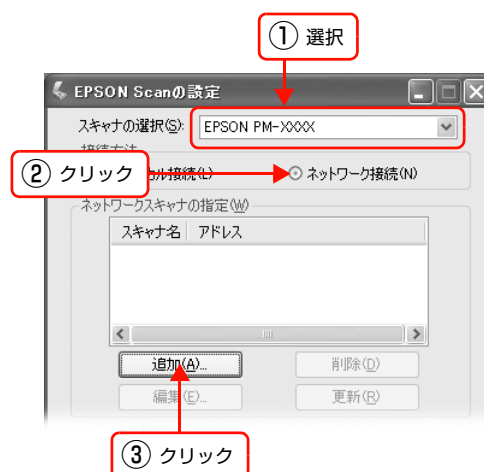 ① 選択
EPSON Scanの設定
スキャナの選択(S): EPSON PM-XXXX
接続方法
② クリック
カル接続(L) ネットワーク接続(N)
ネットワークスキャナの指定(W)
スキャナ名 アドレス
追加(A)... 削除(D)
編集(E)... 更新(R)
③ クリック